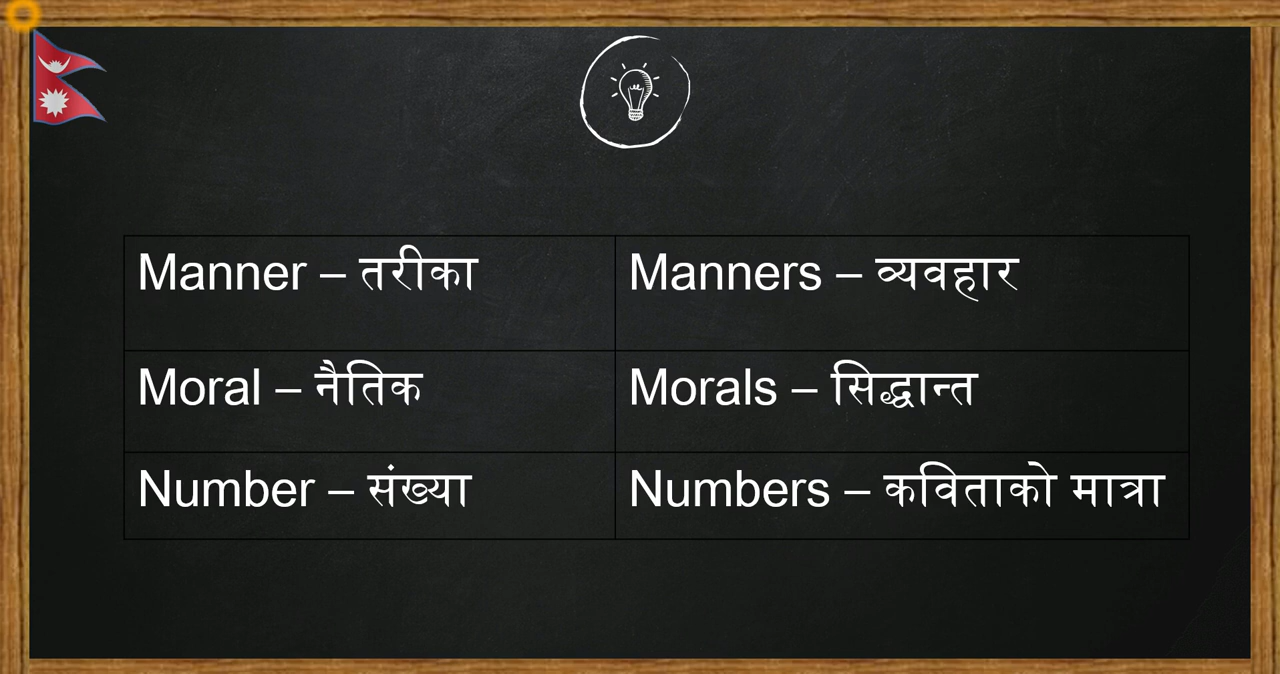 Manner – तरीका
Manners – व्यवहार
Moral – नैतिक
Morals – सिद्धान्त
Number – संख्या
Numbers – कविताको मात्रा